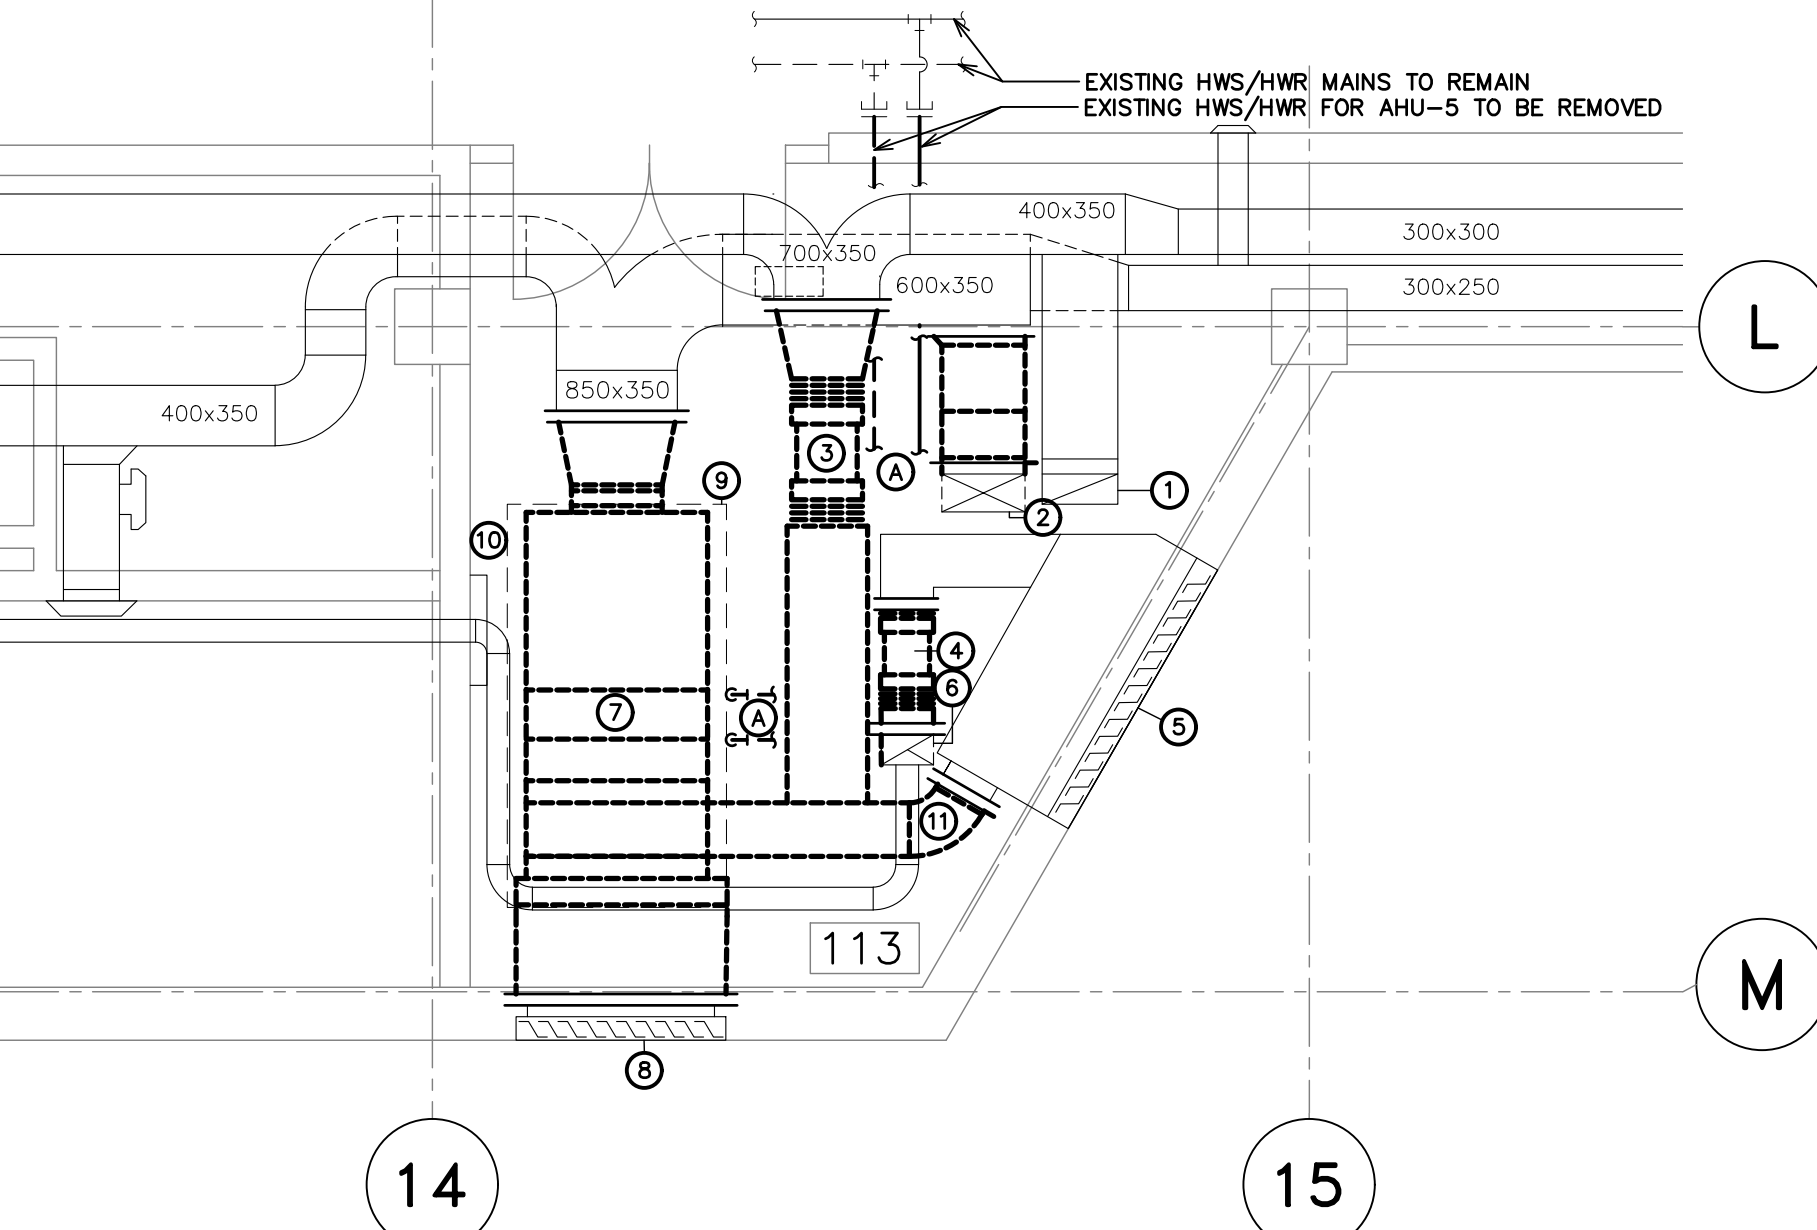 EXISTING HWS/HWR MAINS TO REMAIN
EXISTING HWS/HWR FOR AHU-5 TO BE REMOVED
400x350
300x300
700x350
600x350
300x250
L
850x350
400x350
3
A
9
1
2
10
4
6
7
A
5
11
113
M
8
14
15